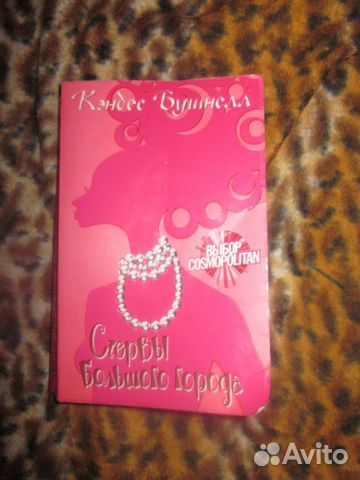 Кэндес Бушнелл
ВЫБОР
COSMOPOLITAN
Стервы
большого города
Avito